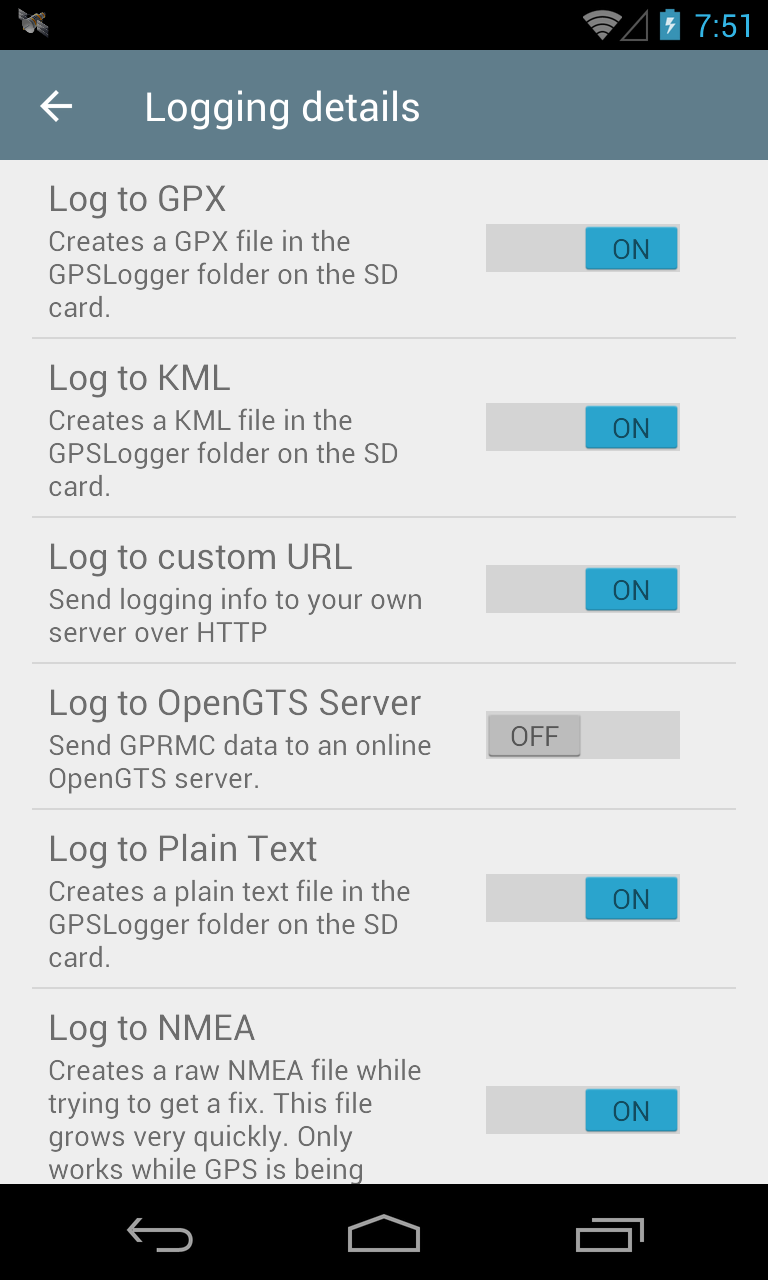 7:51
Logging details
Log to GPX
Creates a GPX file in the
GPSLogger folder on the SD
card.
ON
Log to KML
Creates a KML file in the
GPSLogger folder on the SD
card.
ON
Log to custom URL
Send logging info to your own
server over HTTP
ON
Log to OpenGTS Server
Send GPRMC data to an online
OpenGTS server.
OFF
Log to Plain Text
Creates a plain text file in the
GPSLogger folder on the SD
card.
ON
Log to NMEA
Creates a raw NMEA file while
trying to get a fix. This file
grows very quickly. Only
works while GPS is being
ON